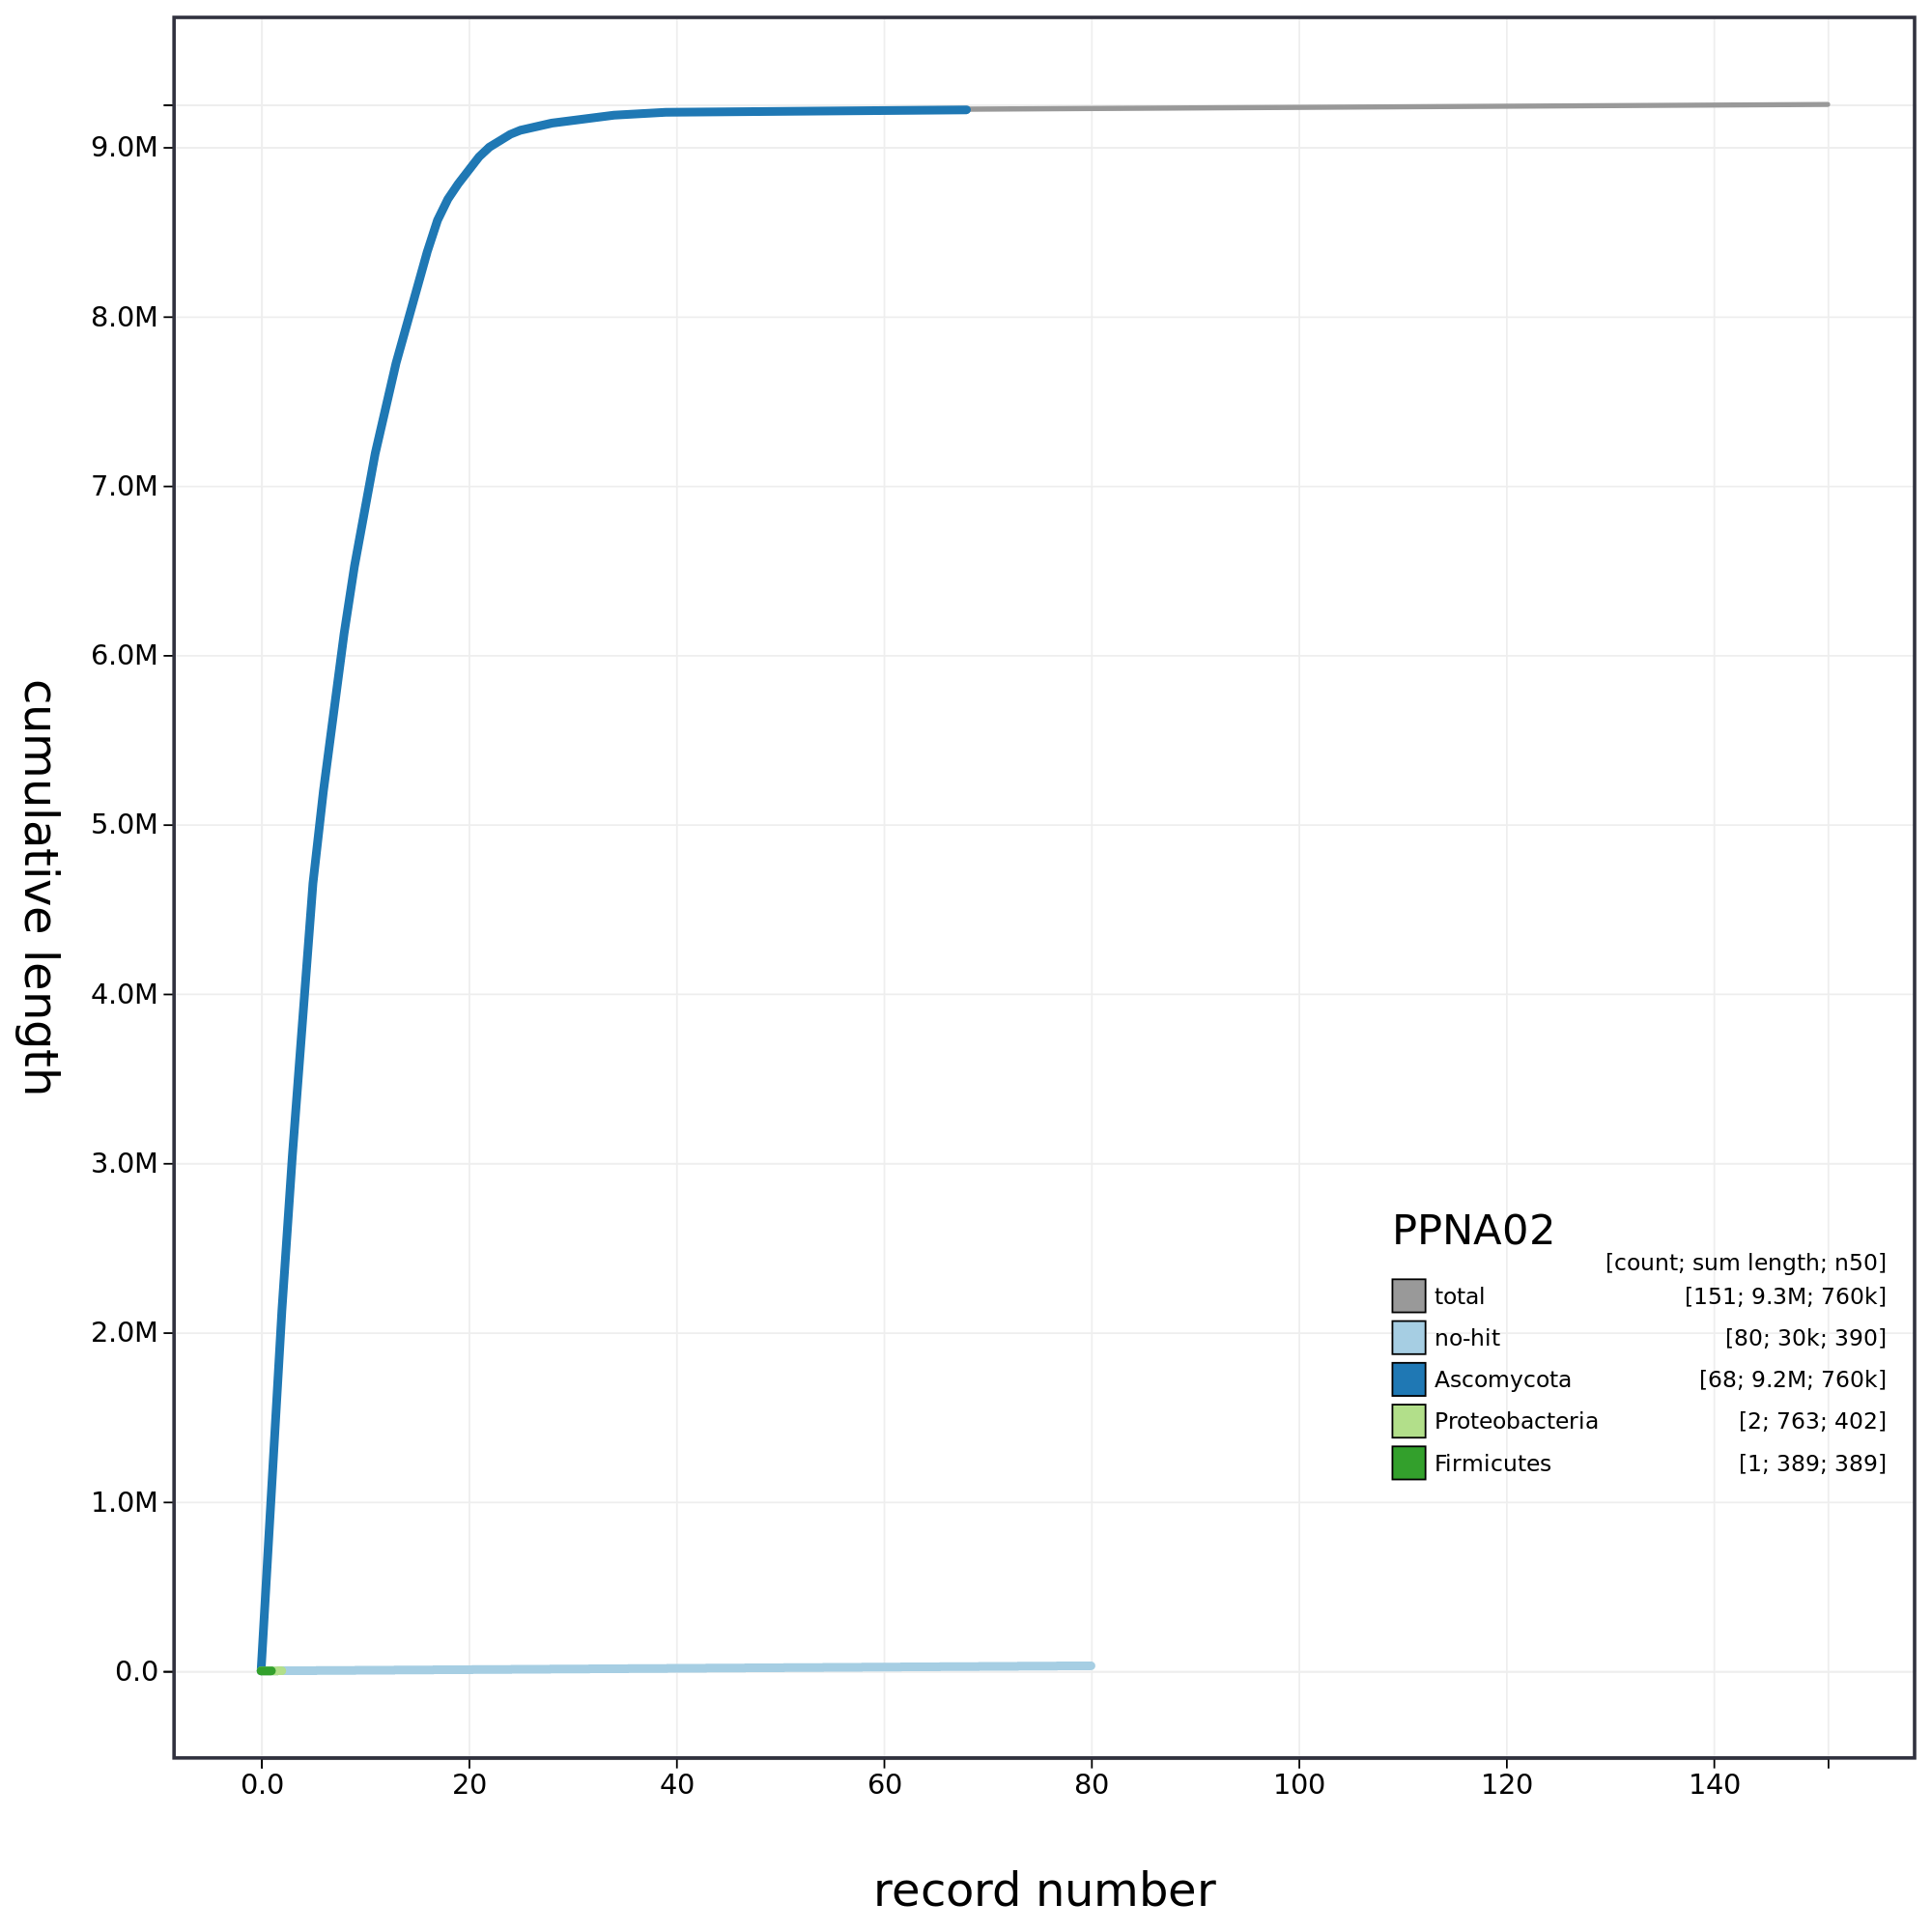 9.0M
8.0M
7.0M
6.0M
5.0M
4.0M
3.0M
2.0M
1.0M
0.0
cumulative length
PPNA02
[count; sum length; n50]
total [151; 9.3M; 760k]
no-hit [80; 30k; 390]
Ascomycota [68; 9.2M; 760k]
Proteobacteria [2; 763; 402]
Firmicutes [1; 389; 389]
0.0 20 40 60 80 100 120 140
record number